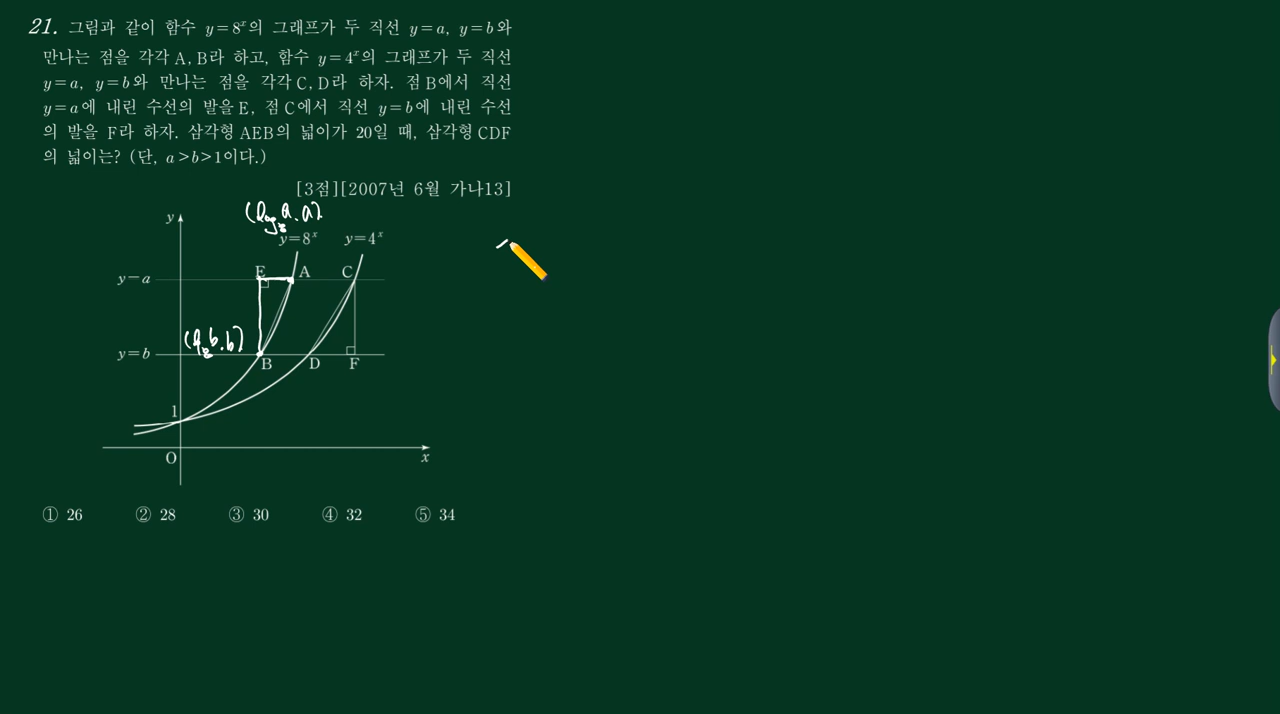 21. 그림과 같이 함수 y=8^x의 그래프가 두 직선 y=a, y=b와
만나는 점을 각각 A, B라 하고, 함수 y=4^x의 그래프가 두 직선
y=a, y=b와 만나는 점을 각각 C, D라 하자. 점 B에서 직선
y=a에 내린 수선의 발을 E, 점 C에서 직선 y=b에 내린 수선
의 발을 F라 하자. 삼각형 AEB의 넓이가 20일 때, 삼각형 CDF
의 넓이는? (단, a>b>1이다.)
[3점][2007년 6월 가나13]
(log₈a, a)
y
y=8^x y=4^x
y=a E A C
(log₈b, b)
y=b B D F
1
O x
① 26 ② 28 ③ 30 ④ 32 ⑤ 34